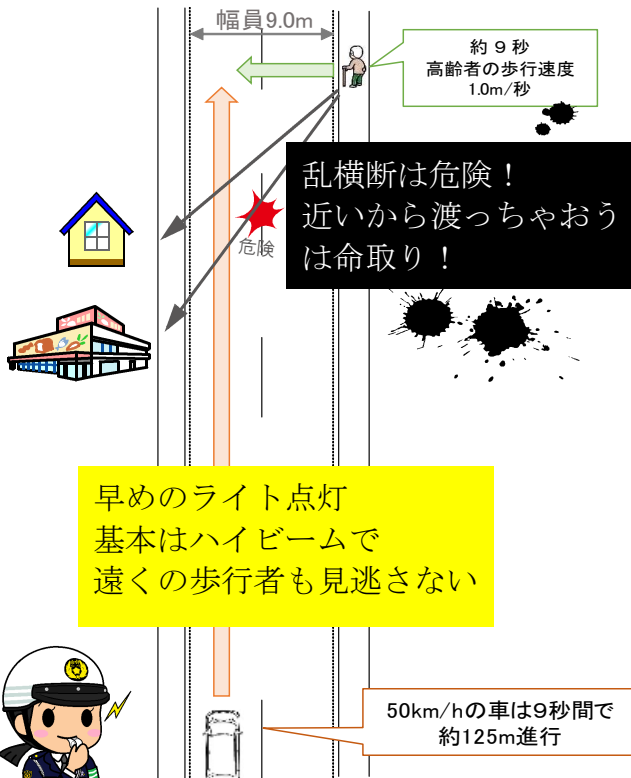 幅員9.0m
約９秒
高齢者の歩行速度
1.0m/秒
乱横断は危険！
近いから渡っちゃおう
は命取り！
危険
早めのライト点灯
基本はハイビームで
遠くの歩行者も見逃さない
50km/hの車は9秒間で
約125m進行